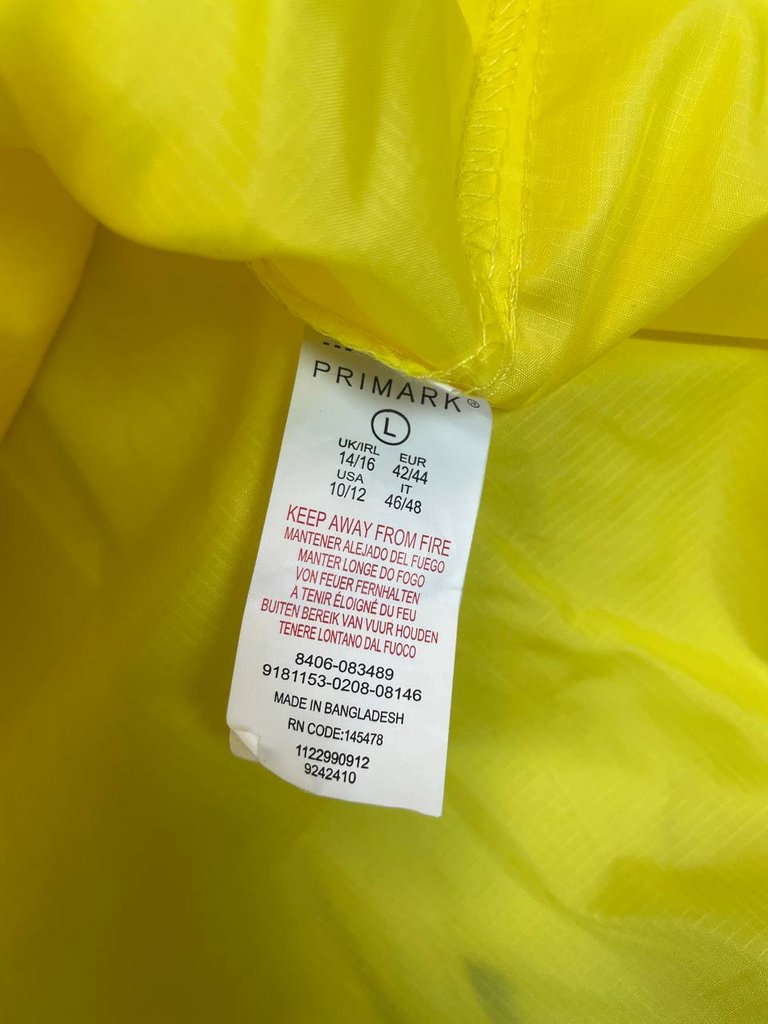 PRIMARK®
L
UK/IRL EUR
14/16 42/44
USA IT
10/12 46/48
KEEP AWAY FROM FIRE
MANTENER ALEJADO DEL FUEGO
MANTER LONGE DO FOGO
VON FEUER FERNHALTEN
À TENIR ÉLOIGNÉ DU FEU
BUITEN BEREIK VAN VUUR HOUDEN
TENERE LONTANO DAL FUOCO
8406-083489
9181153-0208-08146
MADE IN BANGLADESH
RN CODE:145478
1122990912
9242410